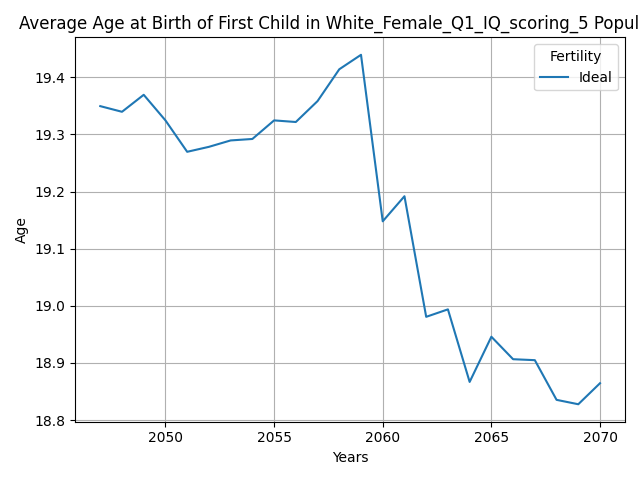 Average Age at Birth of First Child in White_Female_Q1_IQ_scoring_5 Popul
Fertility
Ideal
19.4
19.3
19.2
19.1
19.0
18.9
18.8
Age
2050 2055 2060 2065 2070
Years